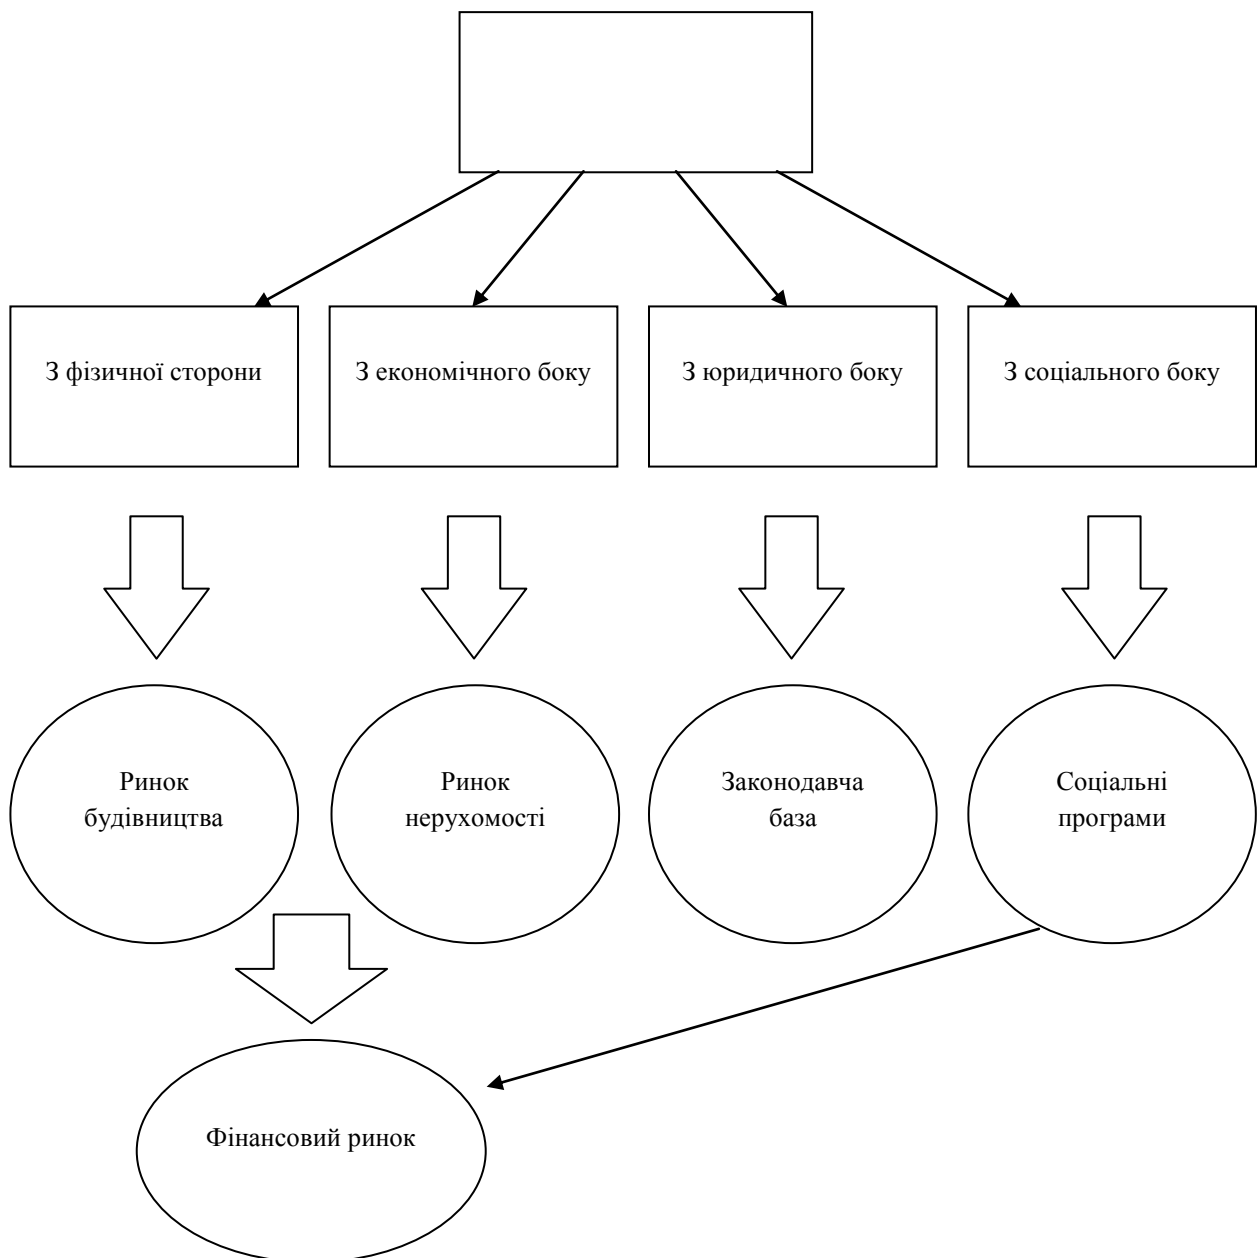 З фізичної сторони
З економічного боку
З юридичного боку
З соціального боку
Ринок
будівництва
Ринок
нерухомості
Законодавча
база
Соціальні
програми
Фінансовий ринок